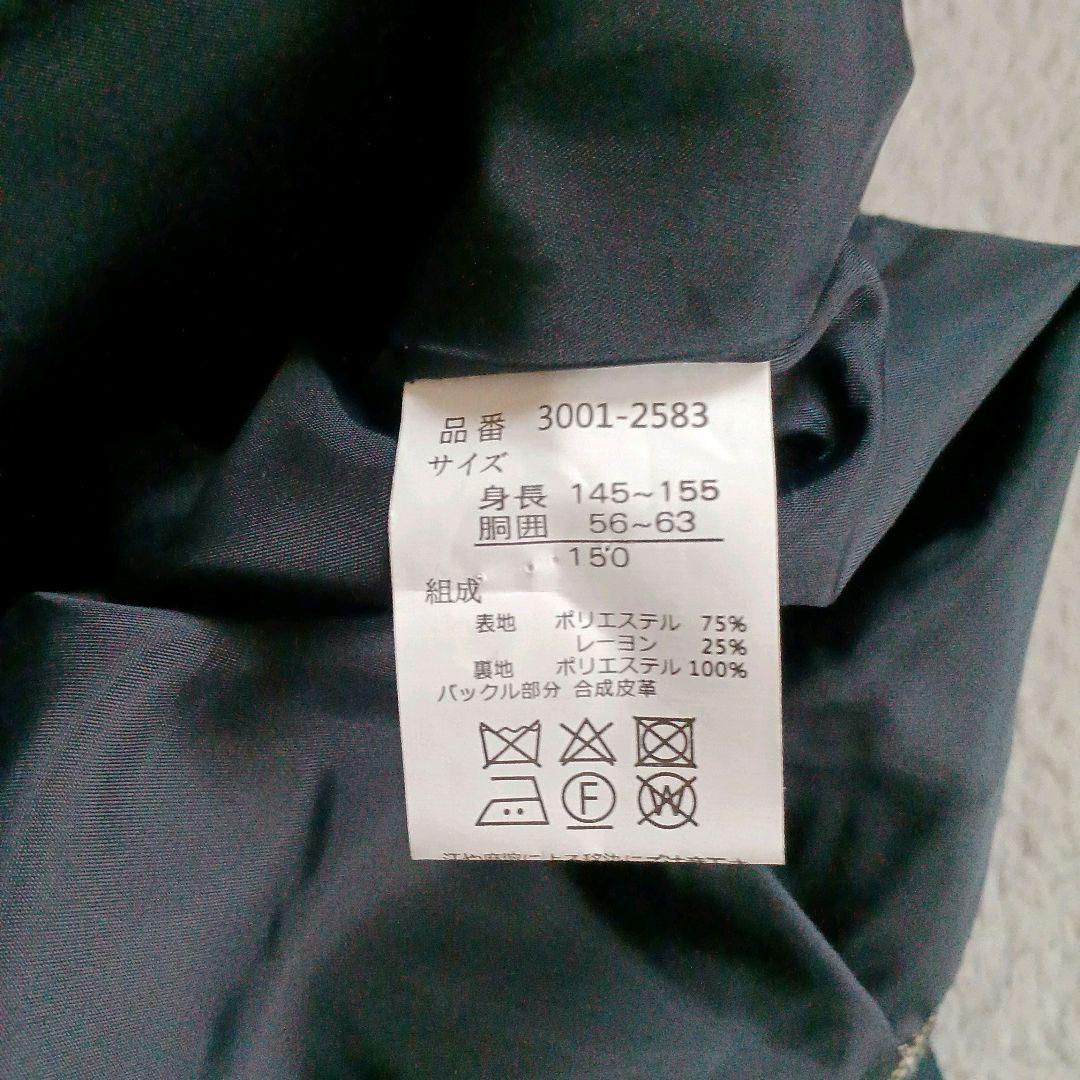 品番 3001-2583
サイズ
身長 145~155
胴囲 56~63
150
組成
表地 ポリエステル 75%
レーヨン 25%
裏地 ポリエステル 100%
バックル部分 合成皮革
F W